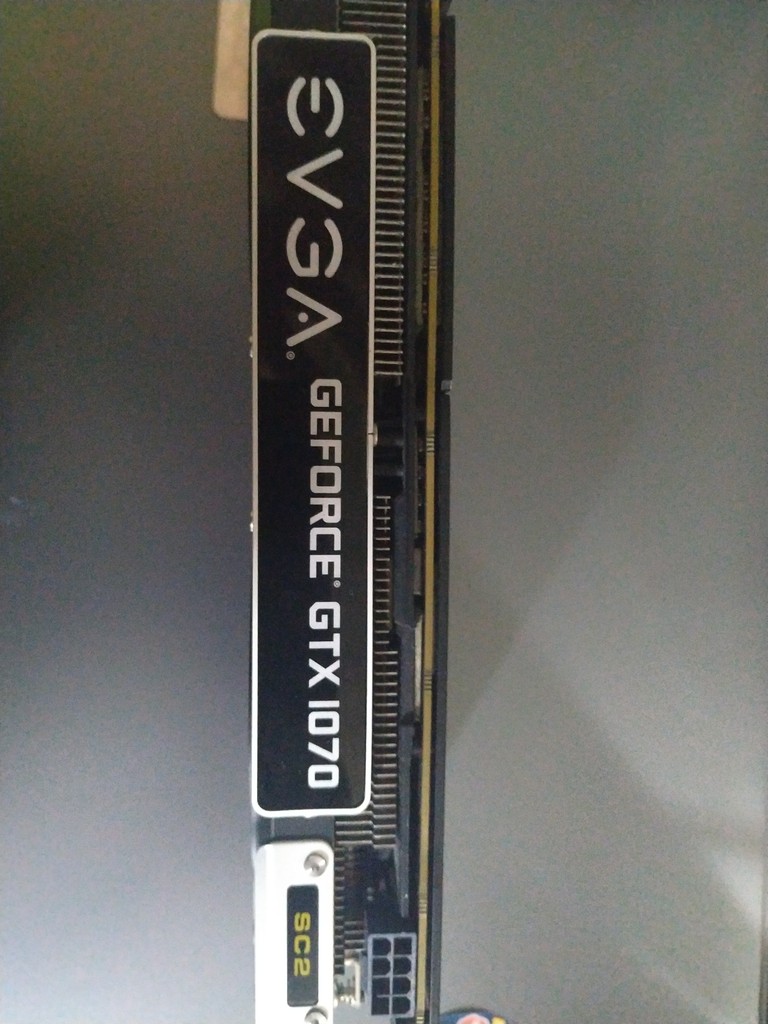 EVGA® GEFORCE® GTX 1070
SC2